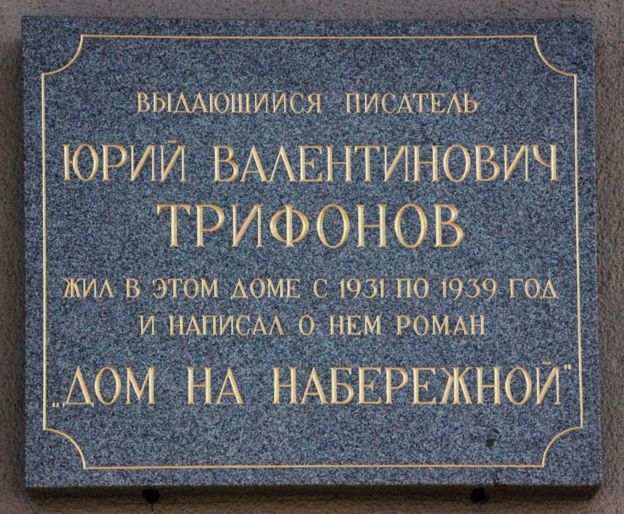 ВЫДАЮЩИЙСЯ ПИСАТЕЛЬ
ЮРИЙ ВАЛЕНТИНОВИЧ
ТРИФОНОВ
ЖИЛ В ЭТОМ ДОМЕ С 1931 ПО 1939 ГОД
И НАПИСАЛ О НЕМ РОМАН
„ДОМ НА НАБЕРЕЖНОЙ"